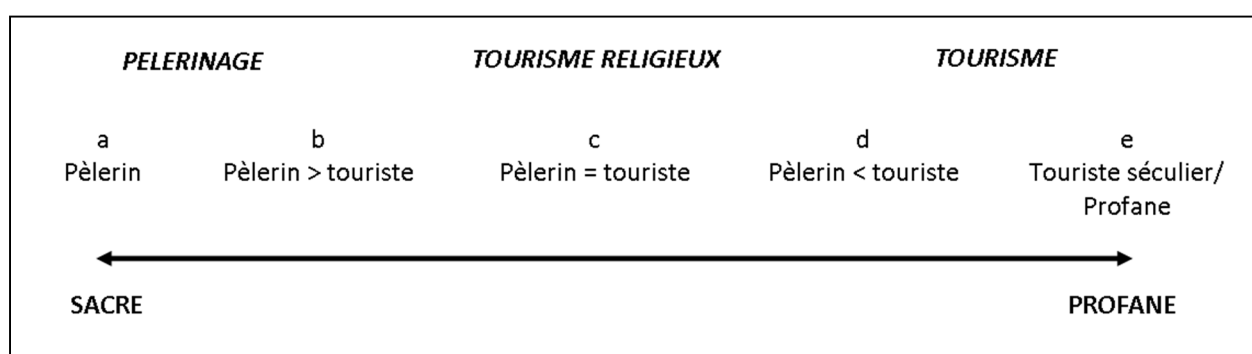 PELERINAGE TOURISME RELIGIEUX TOURISME
a b c d e
Pèlerin Pèlerin > touriste Pèlerin = touriste Pèlerin < touriste Touriste séculier/
Profane
SACRE PROFANE